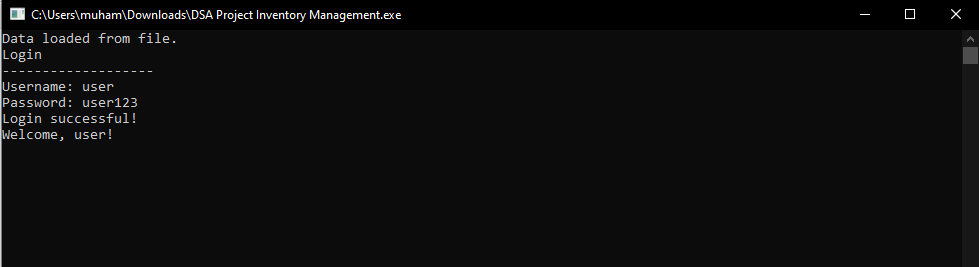 C:\Users\muham\Downloads\DSA Project Inventory Management.exe
Data loaded from file.
Login
-------------------
Username: user
Password: user123
Login successful!
Welcome, user!